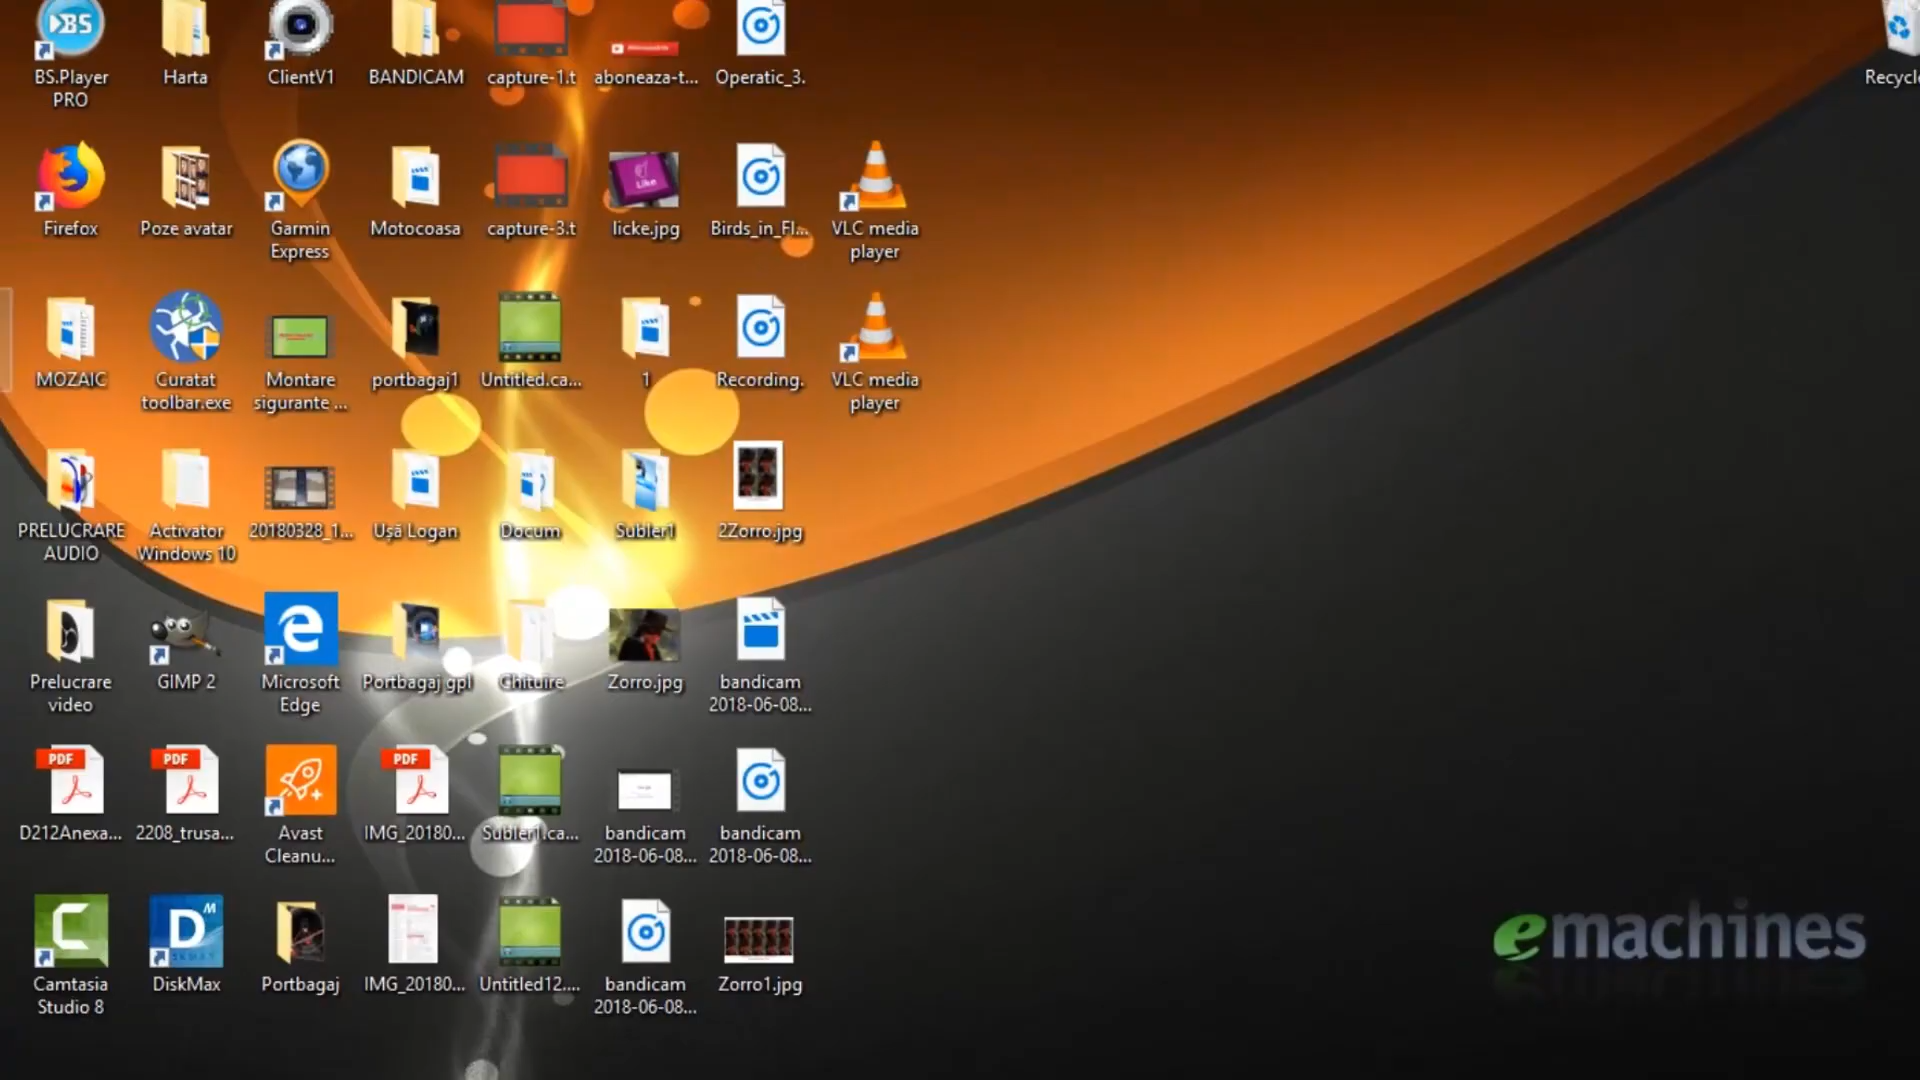 BS.Player
PRO
Harta
ClientV1
BANDICAM
capture-1.t
aboneaza-t...
Operatic_3.
Recycle
Firefox
Poze avatar
Garmin
Express
Motocoasa
capture-3.t
Like
licke.jpg
Birds_in_Fl...
VLC media
player
MOZAIC
Curatat
toolbar.exe
Montare
sigurante ...
portbagaj1
Untitled.ca...
1
Recording.
VLC media
player
PRELUCRARE
AUDIO
Activator
Windows 10
20180328_1...
Ușă Logan
Docum
Subler1
2Zorro.jpg
Prelucrare
video
GIMP 2
Microsoft
Edge
Portbagaj gpl
Chituire
Zorro.jpg
bandicam
2018-06-08...
PDF
D212Anexa...
PDF
2208_trusa...
Avast
Cleanu...
PDF
IMG_20180...
Subler1.ca...
bandicam
2018-06-08...
bandicam
2018-06-08...
Camtasia
Studio 8
DiskMax
Portbagaj
IMG_20180...
Untitled12....
bandicam
2018-06-08...
Zorro1.jpg
emachines